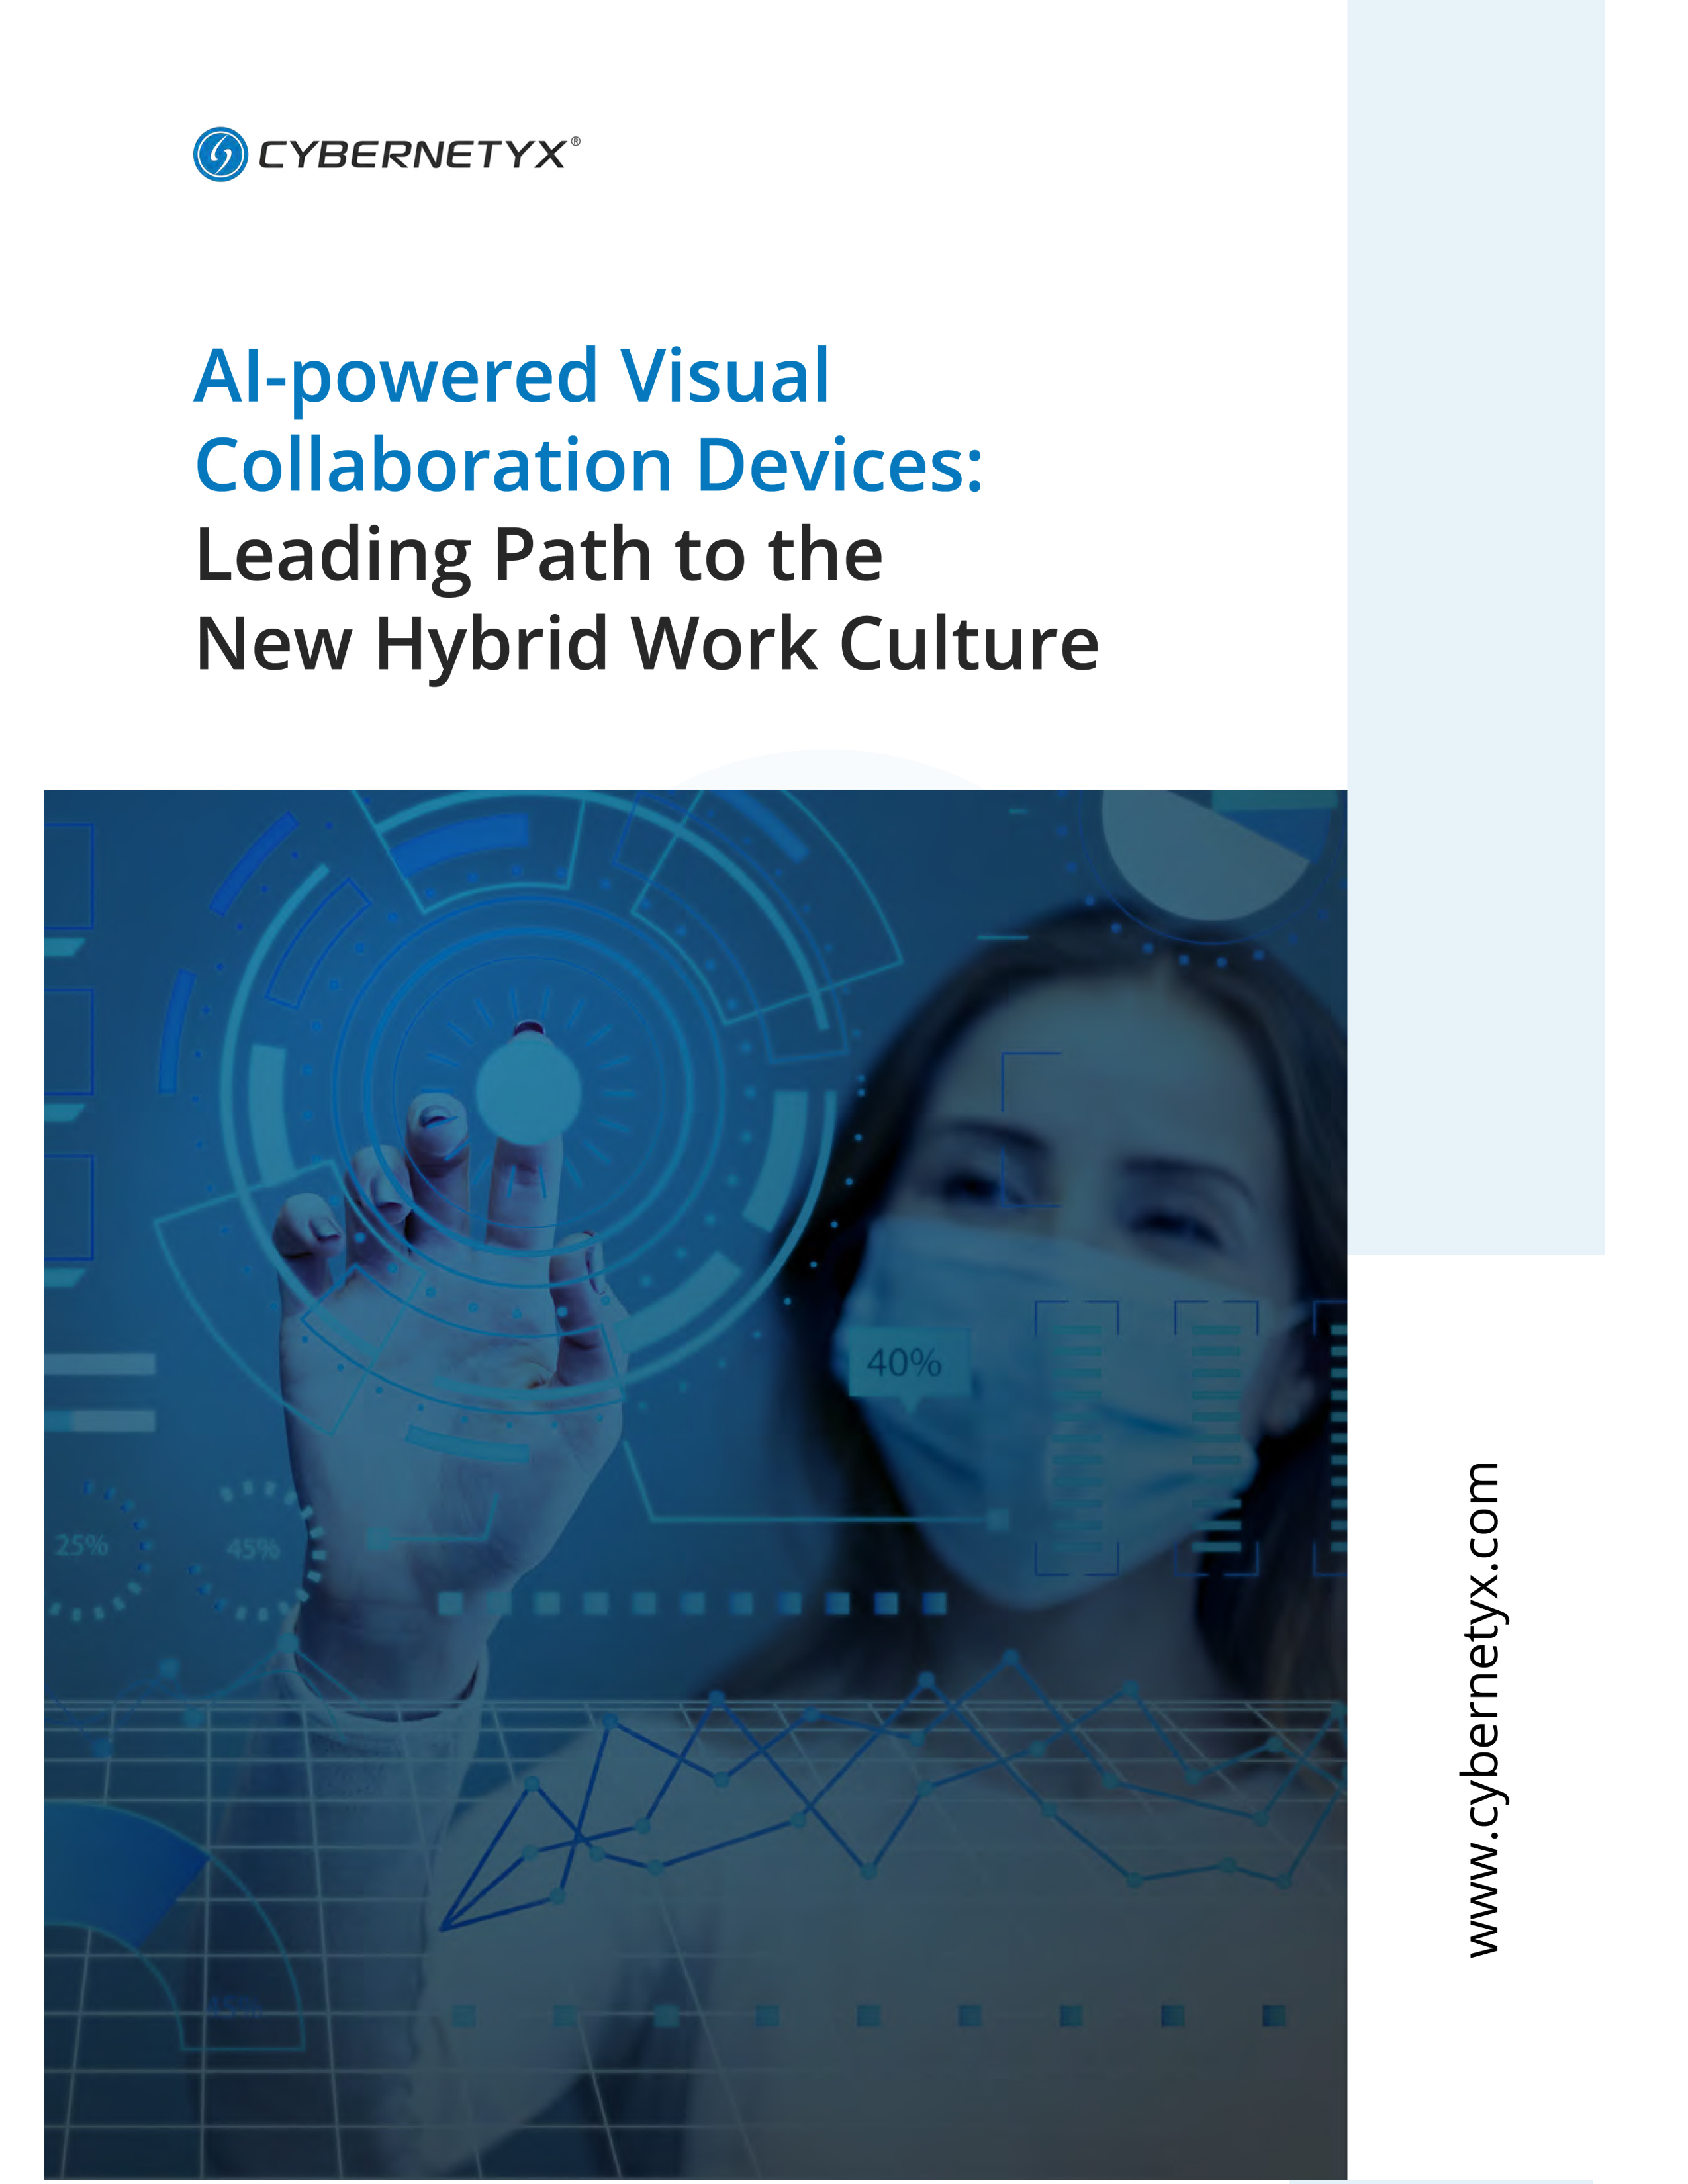 CYBERNETYX®
AI-powered Visual
Collaboration Devices:
Leading Path to the
New Hybrid Work Culture
40%
25%
45%
45%
www.cybernetyx.com